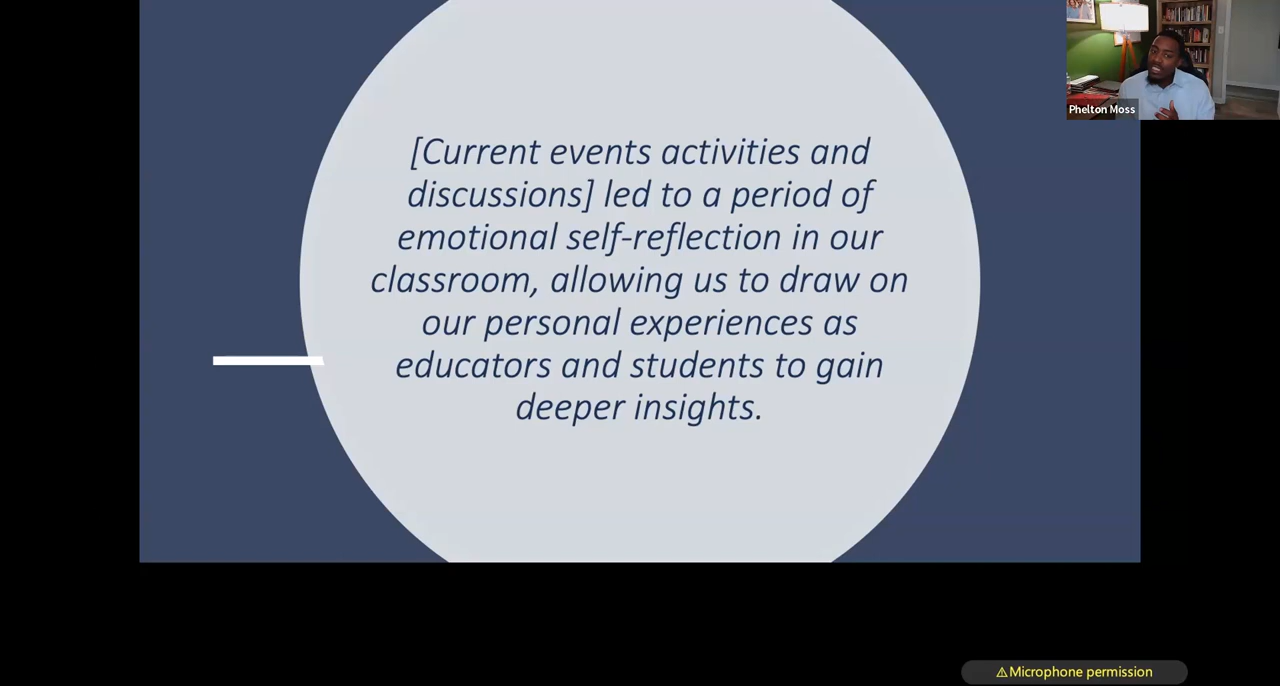 Phelton Moss
[Current events activities and
discussions] led to a period of
emotional self-reflection in our
classroom, allowing us to draw on
our personal experiences as
educators and students to gain
deeper insights.
⚠Microphone permission